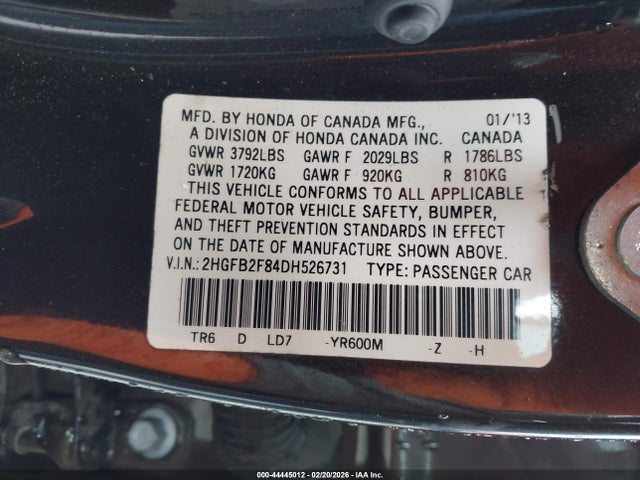 MFD. BY HONDA OF CANADA MFG., 01/'13
A DIVISION OF HONDA CANADA INC. CANADA
GVWR 3792LBS GAWR F 2029LBS R 1786LBS
GVWR 1720KG GAWR F 920KG R 810KG
THIS VEHICLE CONFORMS TO ALL APPLICABLE
FEDERAL MOTOR VEHICLE SAFETY, BUMPER,
AND THEFT PREVENTION STANDARDS IN EFFECT
ON THE DATE OF MANUFACTURE SHOWN ABOVE.
V.I.N.: 2HGFB2F84DH526731 TYPE: PASSENGER CAR
TR6 D LD7 -YR600M -Z -H
000-44445012 - 02/20/2026 - IAA Inc.